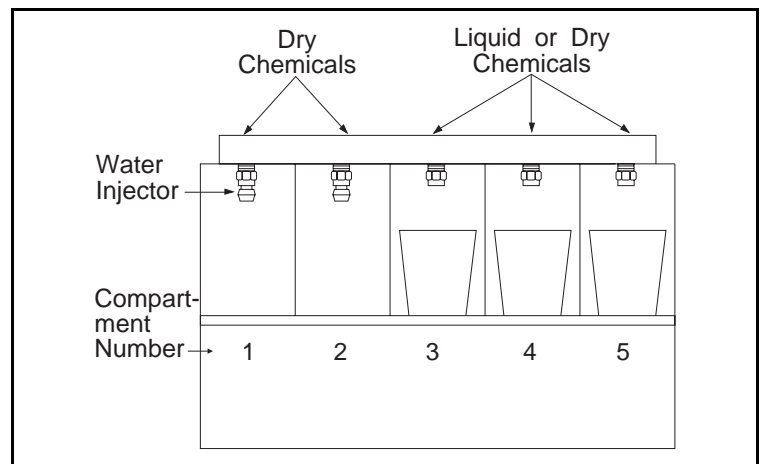 Dry
Chemicals
Liquid or Dry
Chemicals
Water
Injector
Compart-
ment
Number
1 2 3 4 5